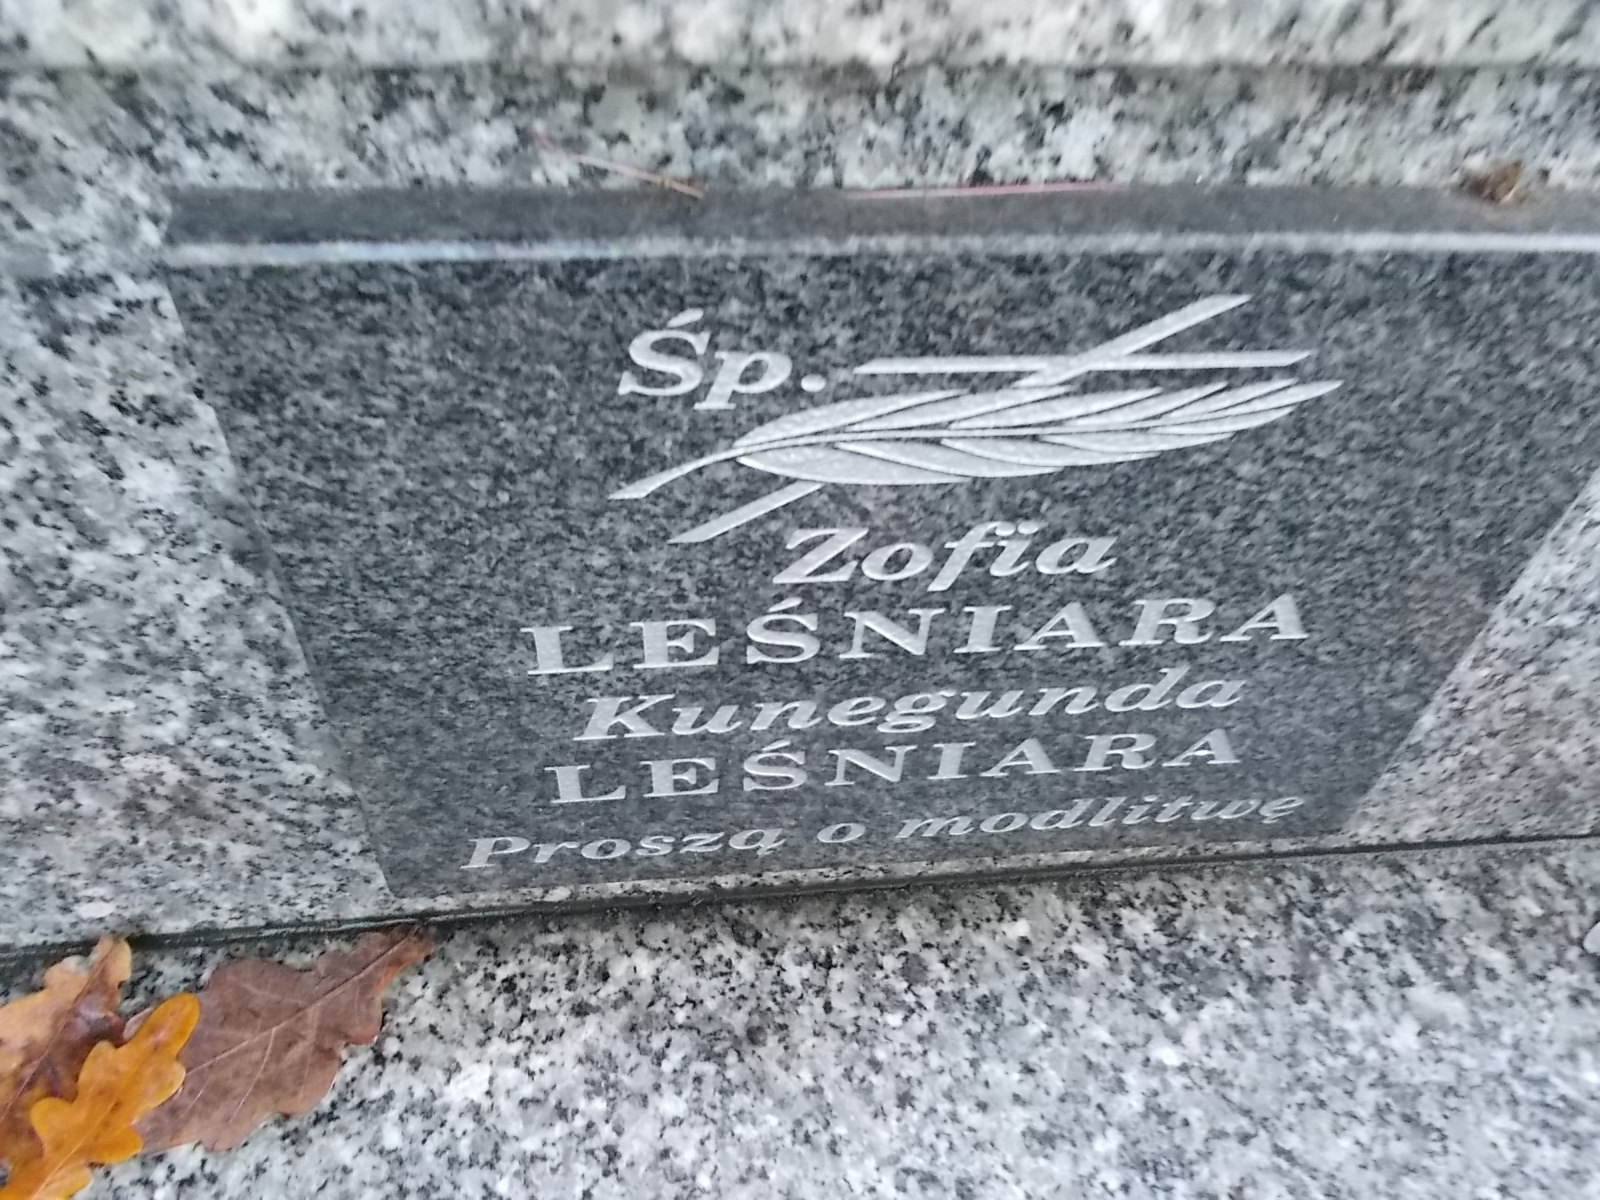 Śp.
Zofia
LEŚNIARA
Kunegunda
LEŚNIARA
Proszą o modlitwę